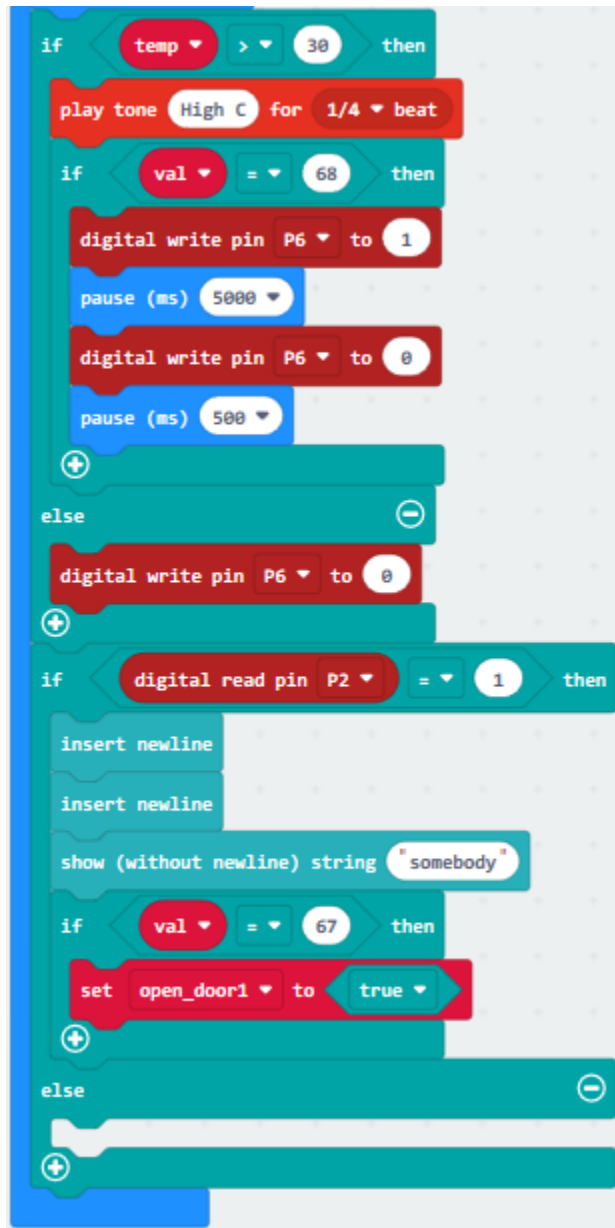 if temp > 30 then
play tone High C for 1/4 beat
if val = 68 then
digital write pin P6 to 1
pause (ms) 5000
digital write pin P6 to 0
pause (ms) 500
else
digital write pin P6 to 0
if digital read pin P2 = 1 then
insert newline
insert newline
show (without newline) string "somebody"
if val = 67 then
set open_door1 to true
else